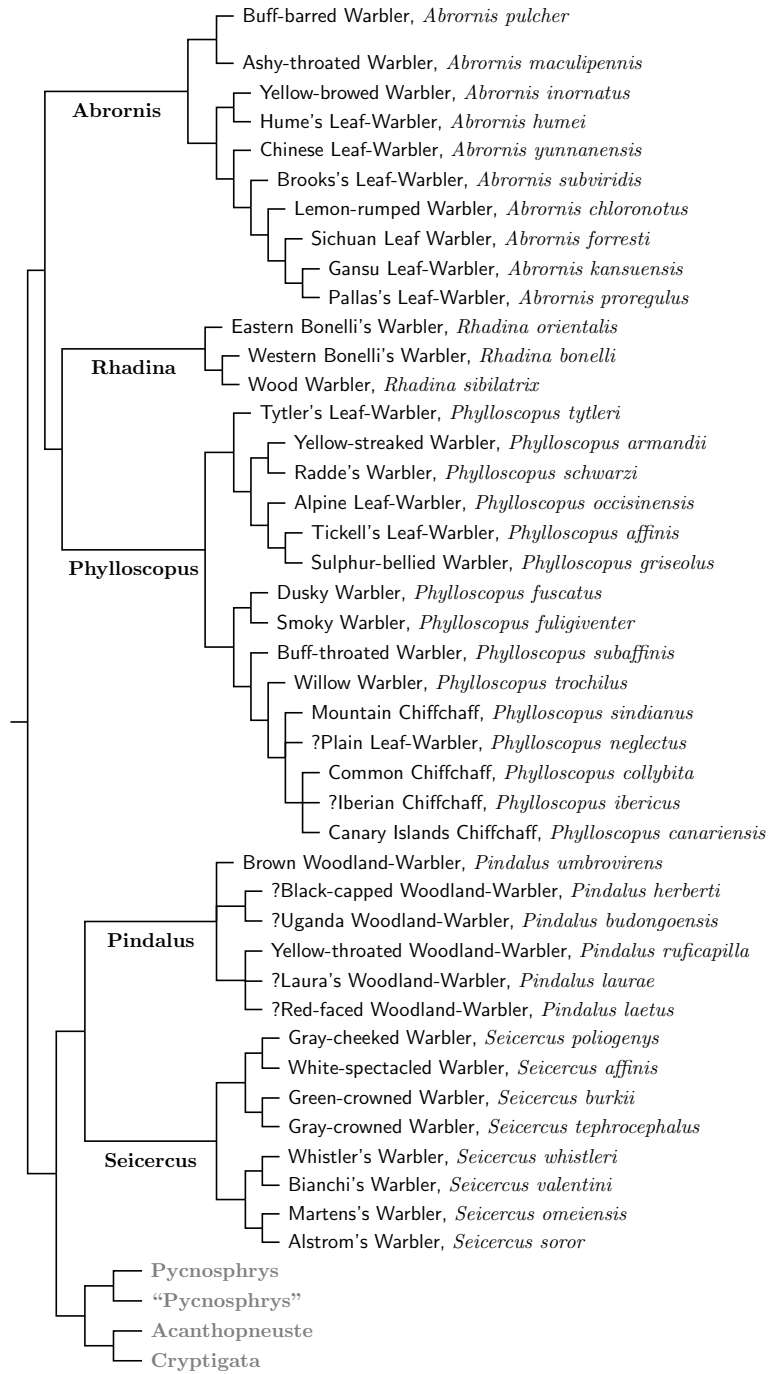 Buff-barred Warbler, Abrornis pulcher
Ashy-throated Warbler, Abrornis maculipennis
Yellow-browed Warbler, Abrornis inornatus
Abrornis
Hume's Leaf-Warbler, Abrornis humei
Chinese Leaf-Warbler, Abrornis yunnanensis
Brooks's Leaf-Warbler, Abrornis subviridis
Lemon-rumped Warbler, Abrornis chloronotus
Sichuan Leaf Warbler, Abrornis forresti
Gansu Leaf-Warbler, Abrornis kansuensis
Pallas's Leaf-Warbler, Abrornis proregulus
Eastern Bonelli's Warbler, Rhadina orientalis
Western Bonelli's Warbler, Rhadina bonelli
Rhadina
Wood Warbler, Rhadina sibilatrix
Tytler's Leaf-Warbler, Phylloscopus tytleri
Yellow-streaked Warbler, Phylloscopus armandii
Radde's Warbler, Phylloscopus schwarzi
Alpine Leaf-Warbler, Phylloscopus occisinensis
Tickell's Leaf-Warbler, Phylloscopus affinis
Sulphur-bellied Warbler, Phylloscopus griseolus
Phylloscopus
Dusky Warbler, Phylloscopus fuscatus
Smoky Warbler, Phylloscopus fuligiventer
Buff-throated Warbler, Phylloscopus subaffinis
Willow Warbler, Phylloscopus trochilus
Mountain Chiffchaff, Phylloscopus sindianus
?Plain Leaf-Warbler, Phylloscopus neglectus
Common Chiffchaff, Phylloscopus collybita
?Iberian Chiffchaff, Phylloscopus ibericus
Canary Islands Chiffchaff, Phylloscopus canariensis
Brown Woodland-Warbler, Pindalus umbrovirens
?Black-capped Woodland-Warbler, Pindalus herberti
?Uganda Woodland-Warbler, Pindalus budongoensis
Pindalus
Yellow-throated Woodland-Warbler, Pindalus ruficapilla
?Laura's Woodland-Warbler, Pindalus laurae
?Red-faced Woodland-Warbler, Pindalus laetus
Gray-cheeked Warbler, Seicercus poliogenys
White-spectacled Warbler, Seicercus affinis
Green-crowned Warbler, Seicercus burkii
Gray-crowned Warbler, Seicercus tephrocephalus
Whistler's Warbler, Seicercus whistleri
Seicercus
Bianchi's Warbler, Seicercus valentini
Martens's Warbler, Seicercus omeiensis
Alstrom's Warbler, Seicercus soror
Pycnosphrys
“Pycnosphrys”
Acanthopneuste
Cryptigata